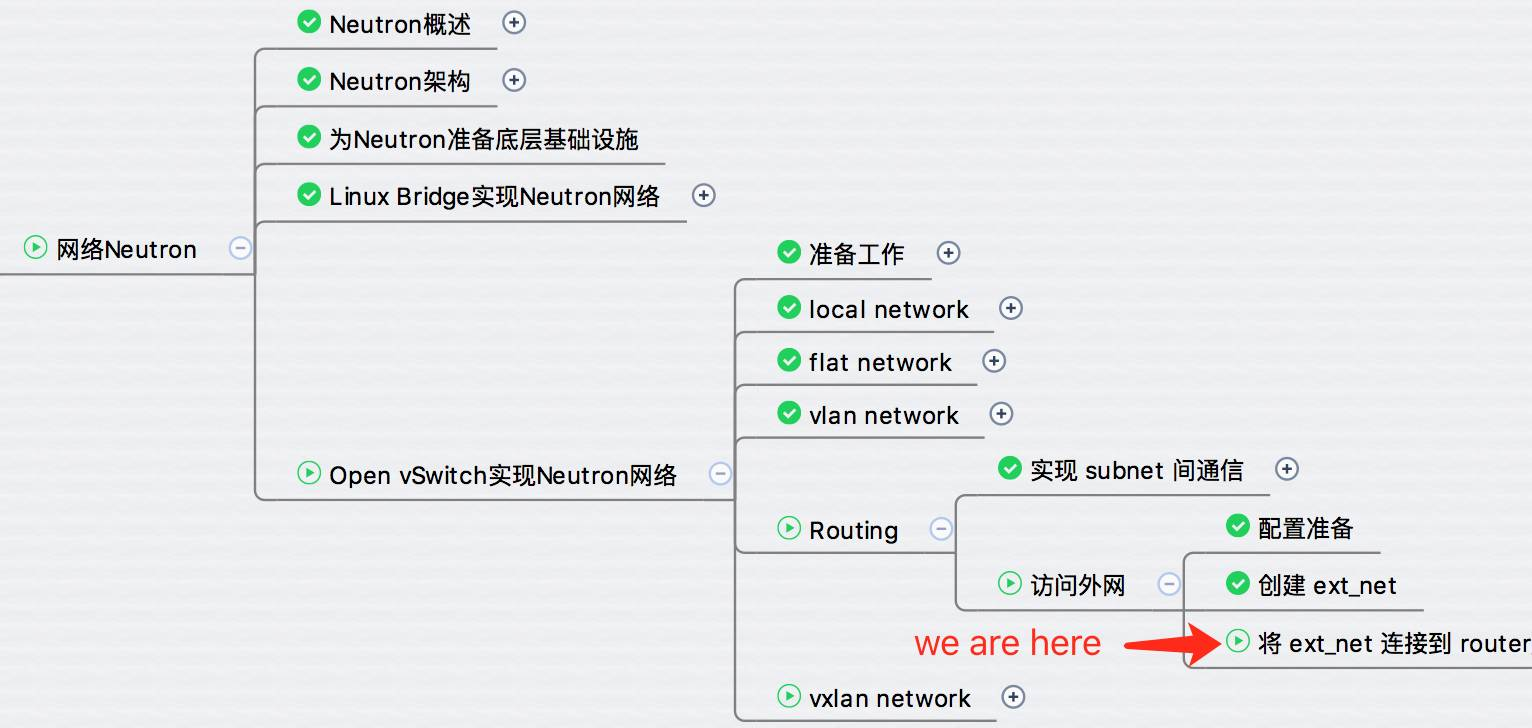 Neutron概述
Neutron架构
为Neutron准备底层基础设施
Linux Bridge实现Neutron网络
网络Neutron
准备工作
local network
flat network
vlan network
Open vSwitch实现Neutron网络
实现 subnet 间通信
Routing
配置准备
访问外网
创建 ext_net
we are here
将 ext_net 连接到 router
vxlan network